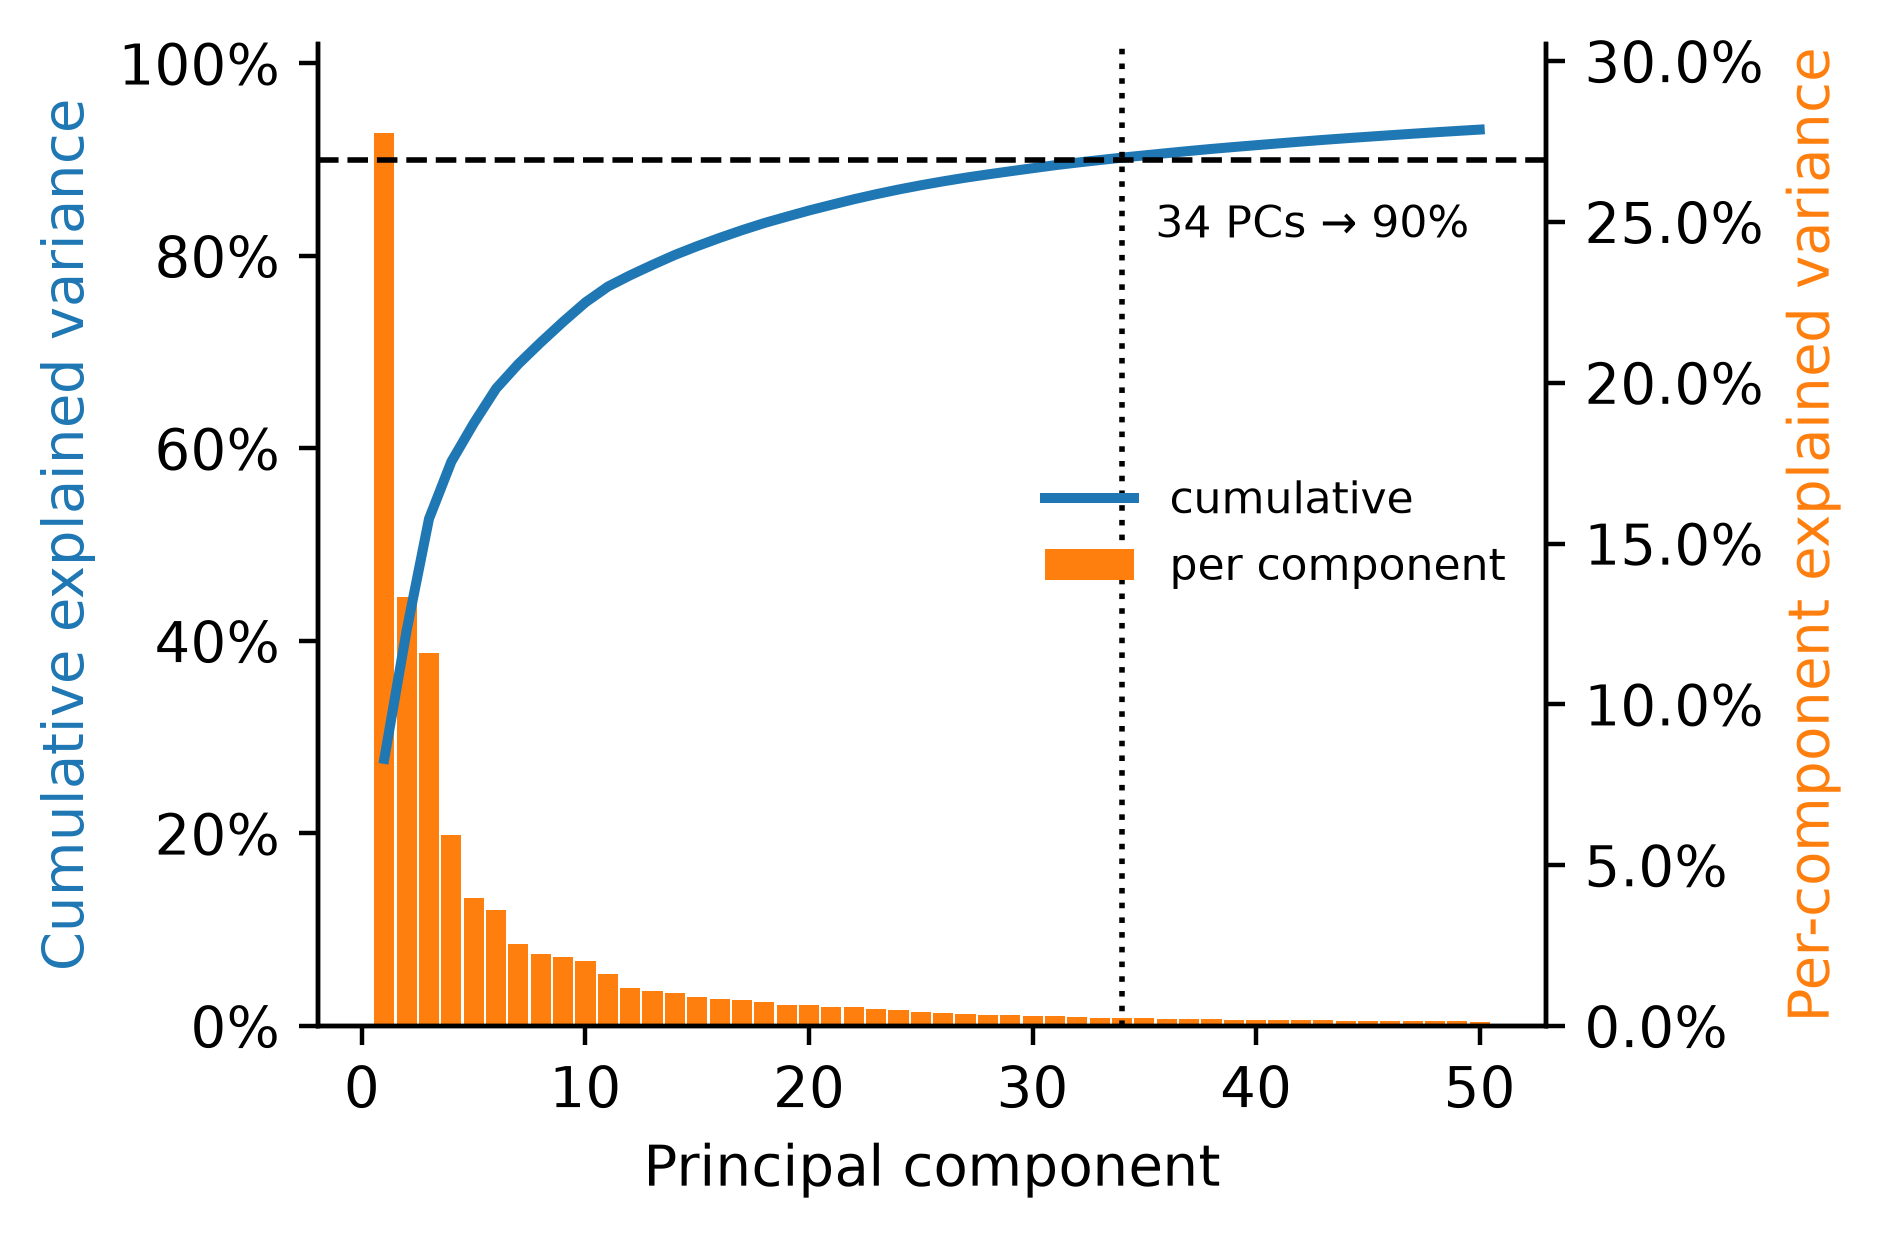 Cumulative explained variance
100%
80%
60%
40%
20%
0%
34 PCs → 90%
cumulative
per component
30.0%
25.0%
20.0%
15.0%
10.0%
5.0%
0.0%
Per-component explained variance
0 10 20 30 40 50
Principal component